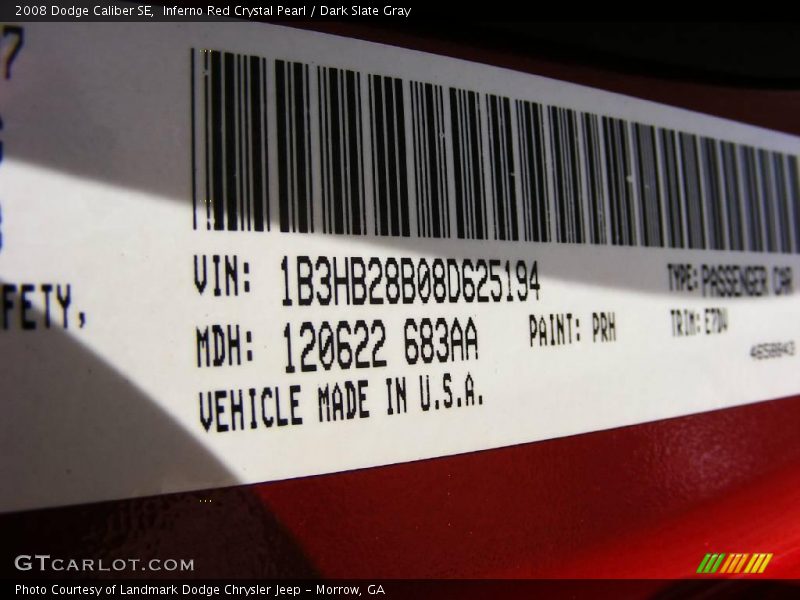 2008 Dodge Caliber SE,  Inferno Red Crystal Pearl / Dark Slate Gray
7
FETY,
VIN: 1B3HB28B08D625194
TYPE: PASSENGER CAR
MDH: 120622 683AA
PAINT: PRH
TRIM: E7DV
VEHICLE MADE IN U.S.A.
GTCARLOT.COM
Photo Courtesy of Landmark Dodge Chrysler Jeep - Morrow, GA